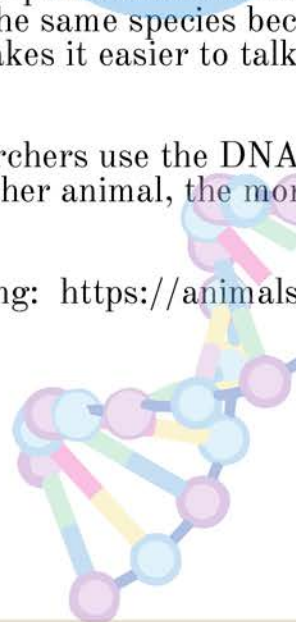 he same species bec
akes it easier to talk
rchers use the DNA
her animal, the mor
ng: https://animals